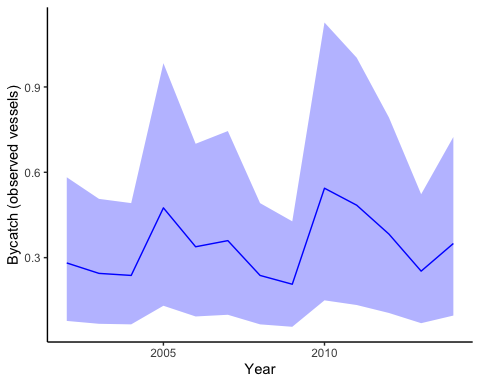 Bycatch (observed vessels)
0.9
0.6
0.3
2005
2010
Year